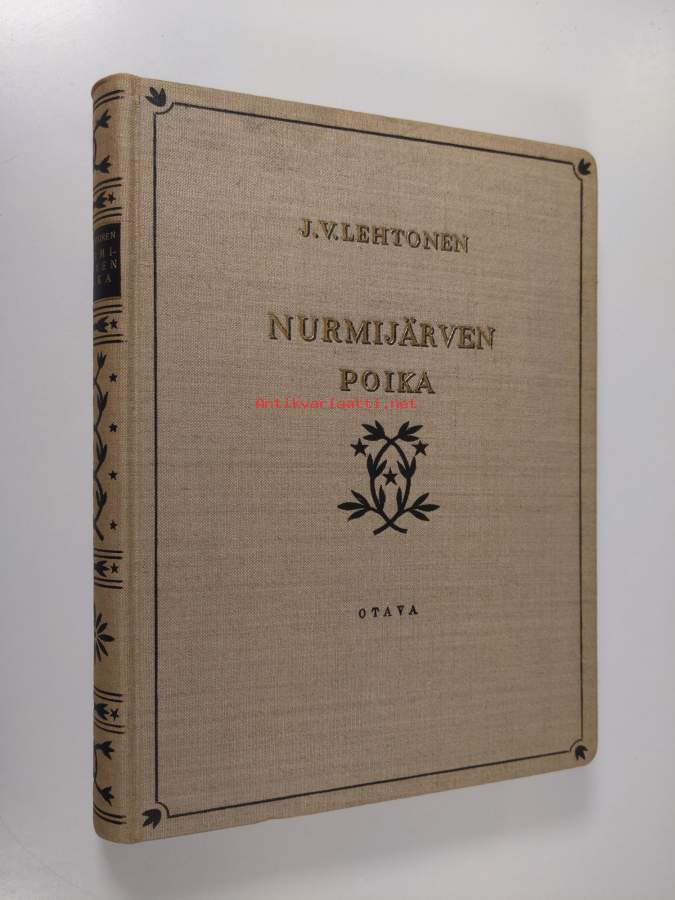 J.V. LEHTONEN
NURMIJÄRVEN
POIKA
Antikvariaatti.net
OTAVA